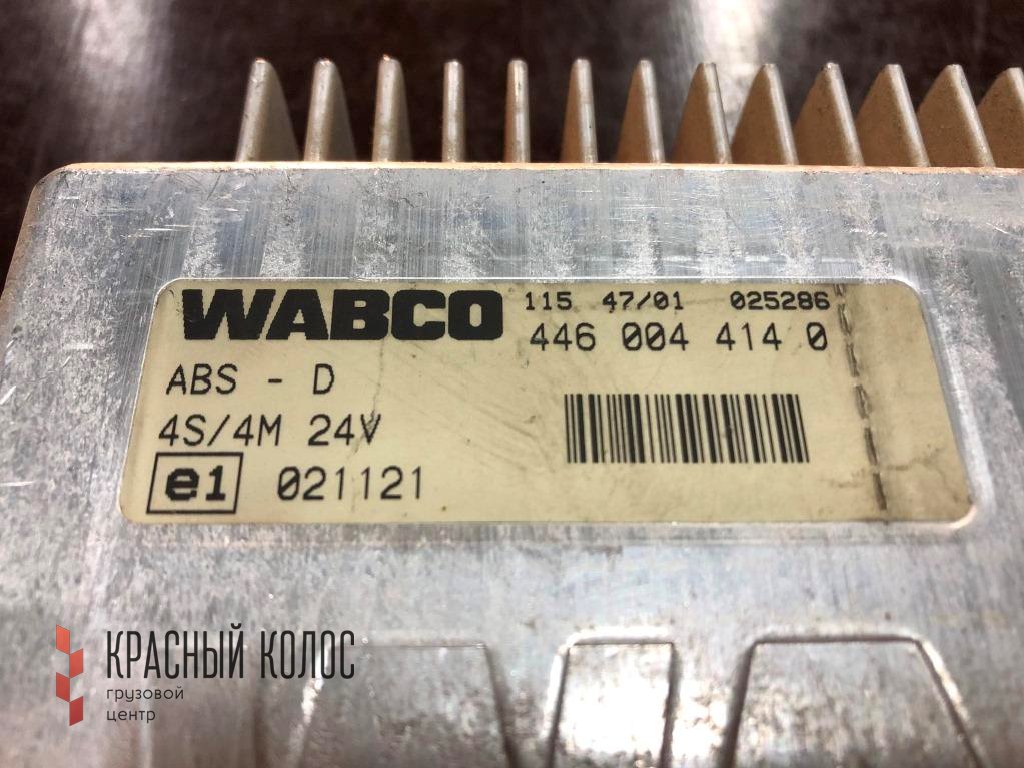 WABCO
115 47/01 025286
446 004 414 0
ABS - D
4S/4M 24V
e1 021121
КРАСНЫЙ КОЛОС
грузовой
центр